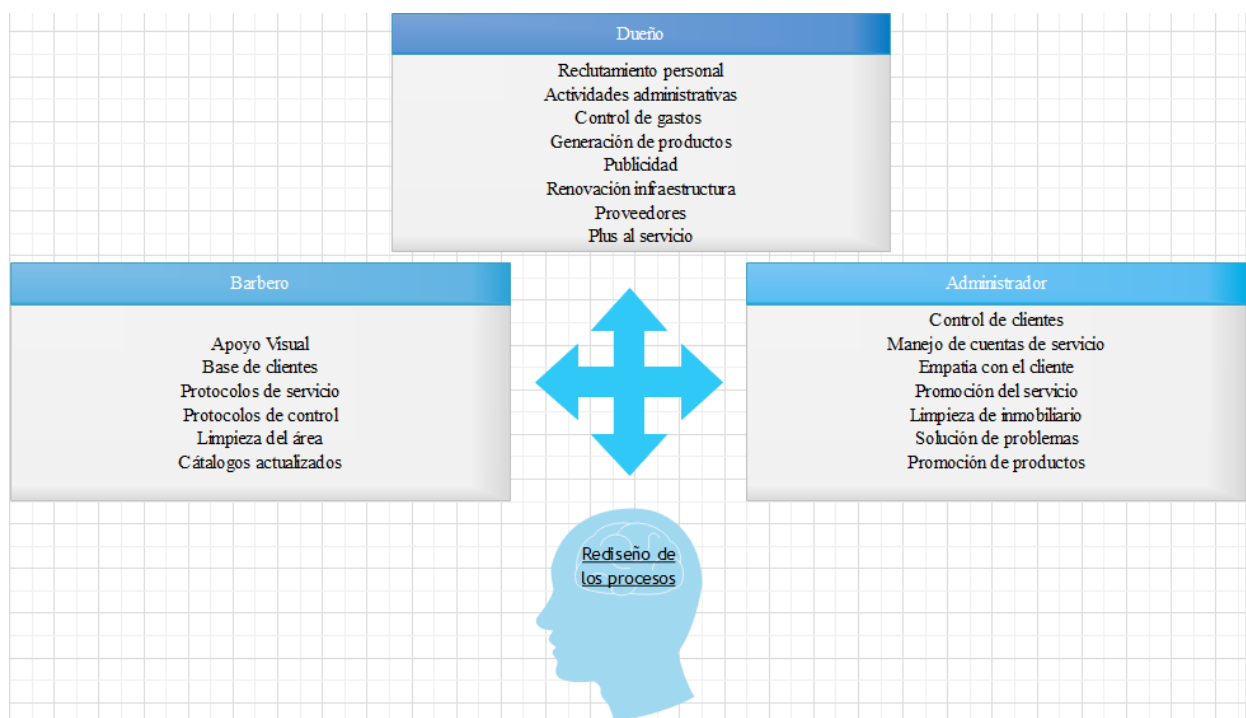 Dueño
Reclutamiento personal
Actividades administrativas
Control de gastos
Generación de productos
Publicidad
Renovación infraestructura
Proveedores
Plus al servicio
Barbero
Apoyo Visual
Base de clientes
Protocolos de servicio
Protocolos de control
Limpieza del área
Cátalogos actualizados
Administrador
Control de clientes
Manejo de cuentas de servicio
Empatía con el cliente
Promoción del servicio
Limpieza de inmobiliario
Solución de problemas
Promoción de productos
Rediseño de
los procesos